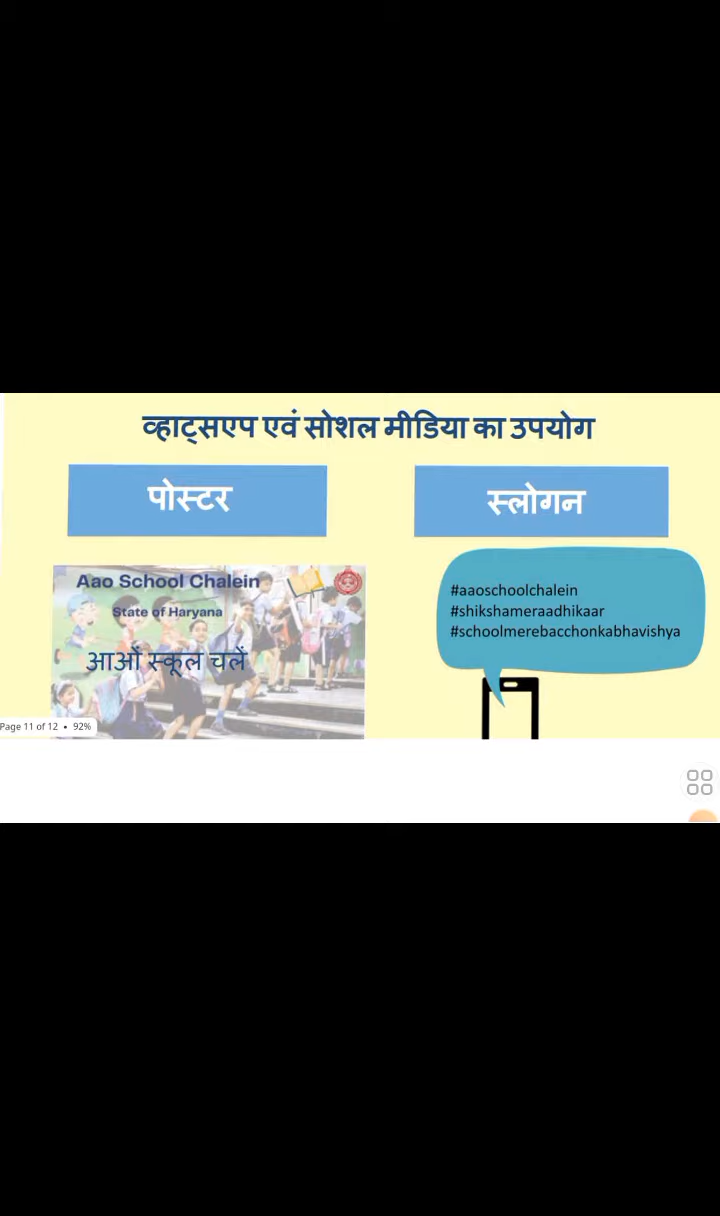 व्हाट्सएप एवं सोशल मीडिया का उपयोग
पोस्टर
स्लोगन
Aao School Chalein
State of Haryana
आओं स्कूल चलें
#aaoschoolchalein
#shikshameraadhikaar
#schoolmerebacchonkabhavishya
Page 11 of 12 • 92%